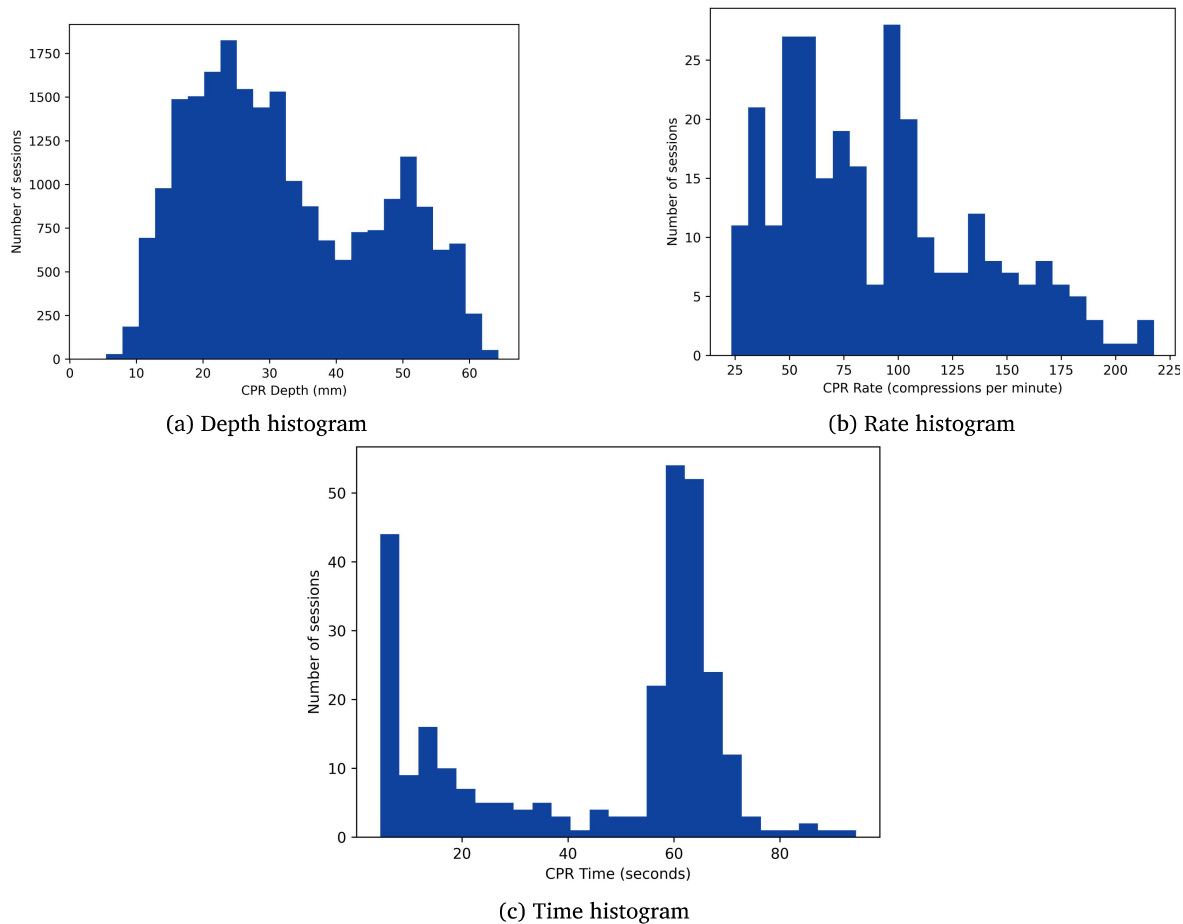 1750
1500
1250
1000
750
500
250
0
Number of sessions
0 10 20 30 40 50 60
CPR Depth (mm)
(a) Depth histogram
25
20
15
10
5
0
Number of sessions
25 50 75 100 125 150 175 200 225
CPR Rate (compressions per minute)
(b) Rate histogram
50
40
30
20
10
0
Number of sessions
20 40 60 80
CPR Time (seconds)
(c) Time histogram